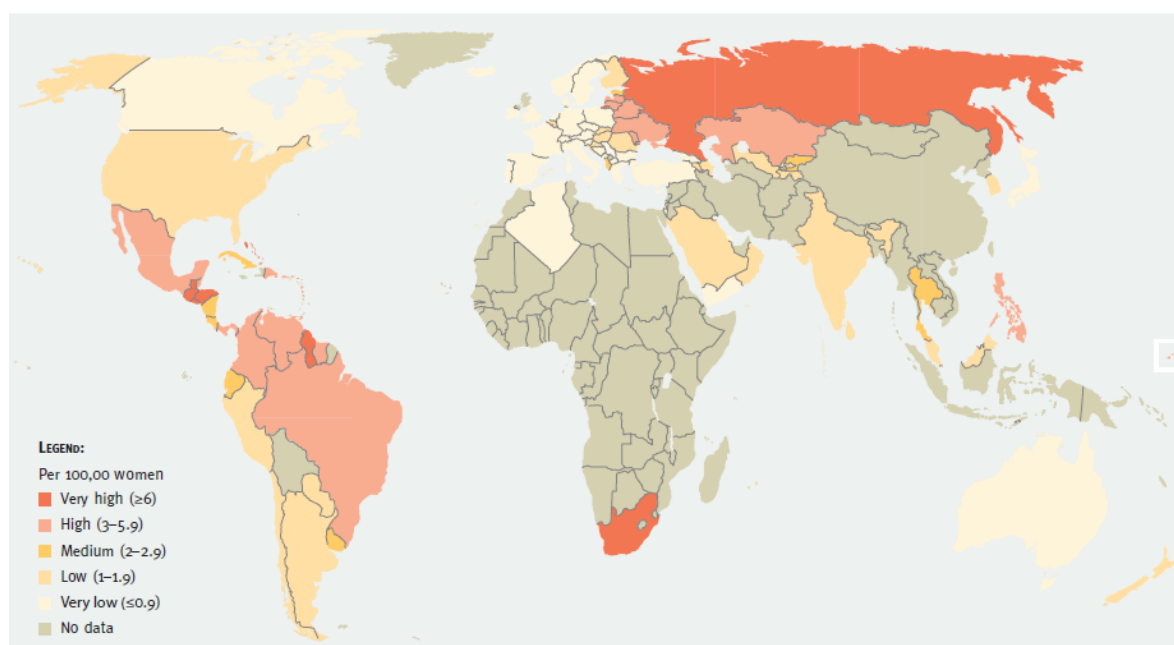 LEGEND:
Per 100,00 women
Very high (≥6)
High (3–5.9)
Medium (2–2.9)
Low (1–1.9)
Very low (≤0.9)
No data